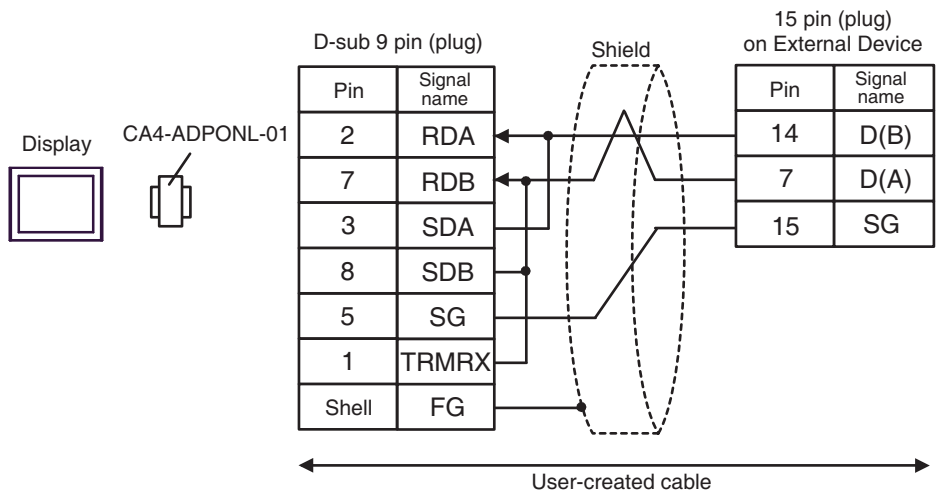 15 pin (plug)
on External Device
D-sub 9 pin (plug)
Shield
Pin Signal name
Pin Signal name
Display
CA4-ADPONL-01
2 RDA
14 D(B)
7 RDB
7 D(A)
3 SDA
15 SG
8 SDB
5 SG
1 TRMRX
Shell FG
User-created cable